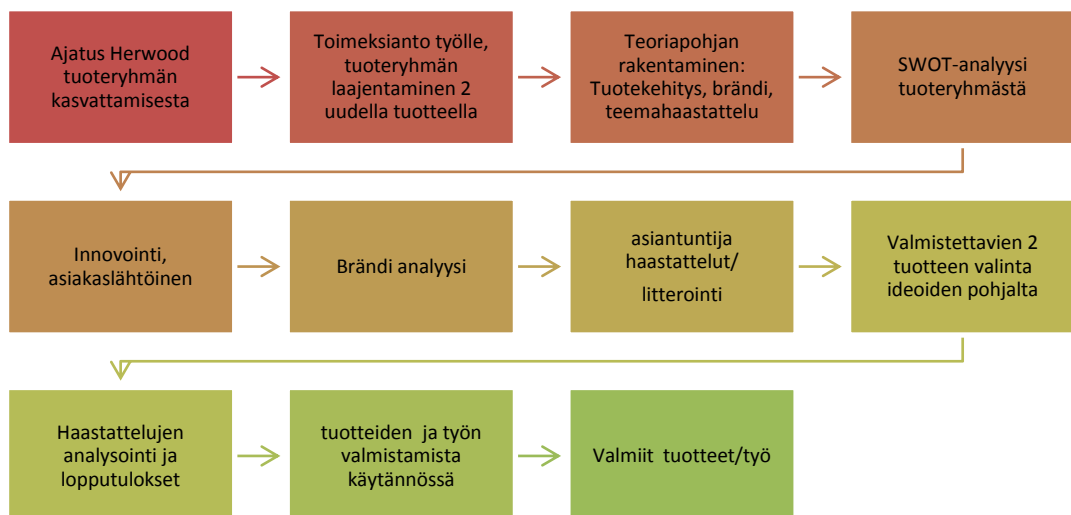 Ajatus Herwood
tuoteryhmän
kasvattamisesta
Toimeksianto työlle,
tuoteryhmän
laajentaminen 2
uudella tuotteella
Teoriapohjan
rakentaminen:
Tuotekehitys, brändi,
teemahaastattelu
SWOT-analyysi
tuoteryhmästä
Innovointi,
asiakaslähtöinen
Brändi analyysi
asiantuntija
haastattelut/
litterointi
Valmistettavien 2
tuotteen valinta
ideoiden pohjalta
Haastattelujen
analysointi ja
lopputulokset
tuotteiden ja työn
valmistamista
käytännössä
Valmiit tuotteet/työ